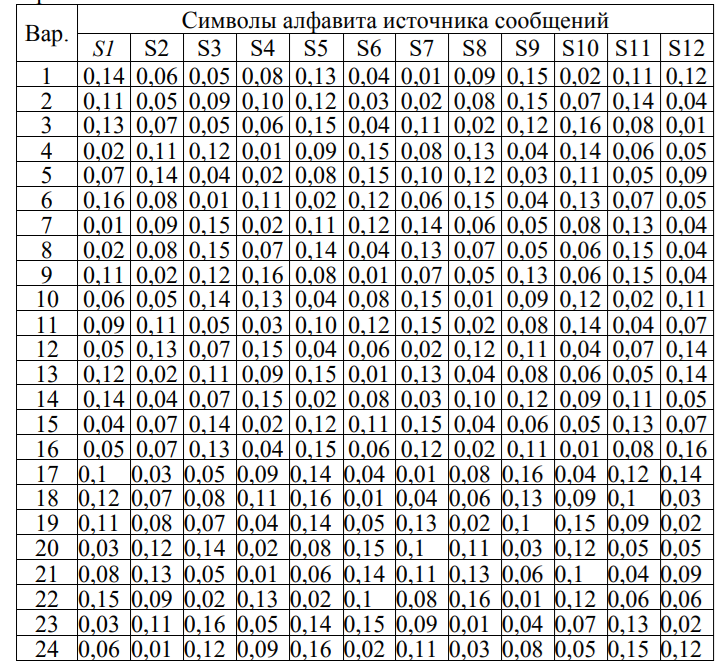 Вар. Символы алфавита источника сообщений
S1 S2 S3 S4 S5 S6 S7 S8 S9 S10 S11 S12
1 0,14 0,06 0,05 0,08 0,13 0,04 0,01 0,09 0,15 0,02 0,11 0,12
2 0,11 0,05 0,09 0,10 0,12 0,03 0,02 0,08 0,15 0,07 0,14 0,04
3 0,13 0,07 0,05 0,06 0,15 0,04 0,11 0,02 0,12 0,16 0,08 0,01
4 0,02 0,11 0,12 0,01 0,09 0,15 0,08 0,13 0,04 0,14 0,06 0,05
5 0,07 0,14 0,04 0,02 0,08 0,15 0,10 0,12 0,03 0,11 0,05 0,09
6 0,16 0,08 0,01 0,11 0,02 0,12 0,06 0,15 0,04 0,13 0,07 0,05
7 0,01 0,09 0,15 0,02 0,11 0,12 0,14 0,06 0,05 0,08 0,13 0,04
8 0,02 0,08 0,15 0,07 0,14 0,04 0,13 0,07 0,05 0,06 0,15 0,04
9 0,11 0,02 0,12 0,16 0,08 0,01 0,07 0,05 0,13 0,06 0,15 0,04
10 0,06 0,05 0,14 0,13 0,04 0,08 0,15 0,01 0,09 0,12 0,02 0,11
11 0,09 0,11 0,05 0,03 0,10 0,12 0,15 0,02 0,08 0,14 0,04 0,07
12 0,05 0,13 0,07 0,15 0,04 0,06 0,02 0,12 0,11 0,04 0,07 0,14
13 0,12 0,02 0,11 0,09 0,15 0,01 0,13 0,04 0,08 0,06 0,05 0,14
14 0,14 0,04 0,07 0,15 0,02 0,08 0,03 0,10 0,12 0,09 0,11 0,05
15 0,04 0,07 0,14 0,02 0,12 0,11 0,15 0,04 0,06 0,05 0,13 0,07
16 0,05 0,07 0,13 0,04 0,15 0,06 0,12 0,02 0,11 0,01 0,08 0,16
17 0,1 0,03 0,05 0,09 0,14 0,04 0,01 0,08 0,16 0,04 0,12 0,14
18 0,12 0,07 0,08 0,11 0,16 0,01 0,04 0,06 0,13 0,09 0,1 0,03
19 0,11 0,08 0,07 0,04 0,14 0,05 0,13 0,02 0,1 0,15 0,09 0,02
20 0,03 0,12 0,14 0,02 0,08 0,15 0,1 0,11 0,03 0,12 0,05 0,05
21 0,08 0,13 0,05 0,01 0,06 0,14 0,11 0,13 0,06 0,1 0,04 0,09
22 0,15 0,09 0,02 0,13 0,02 0,1 0,08 0,16 0,01 0,12 0,06 0,06
23 0,03 0,11 0,16 0,05 0,14 0,15 0,09 0,01 0,04 0,07 0,13 0,02
24 0,06 0,01 0,12 0,09 0,16 0,02 0,11 0,03 0,08 0,05 0,15 0,12